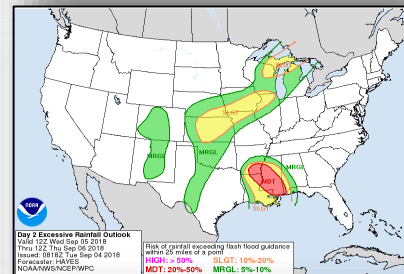 SLGT
SLGT
MRGL
MRGL
MRGL
MDT
SLGT
NOAA
Day 2 Excessive Rainfall Outlook
Valid 12Z Wed Sep 05 2018
Thru 12Z Thu Sep 06 2018
Issued: 0818Z Tue Sep 04 2018
Forecaster: HAYES
NOAA/NWS/NCEP/WPC
Risk of rainfall exceeding flash flood guidance
within 25 miles of a point
HIGH: > 50% SLGT: 10%-20%
MDT: 20%-50% MRGL: 5%-10%